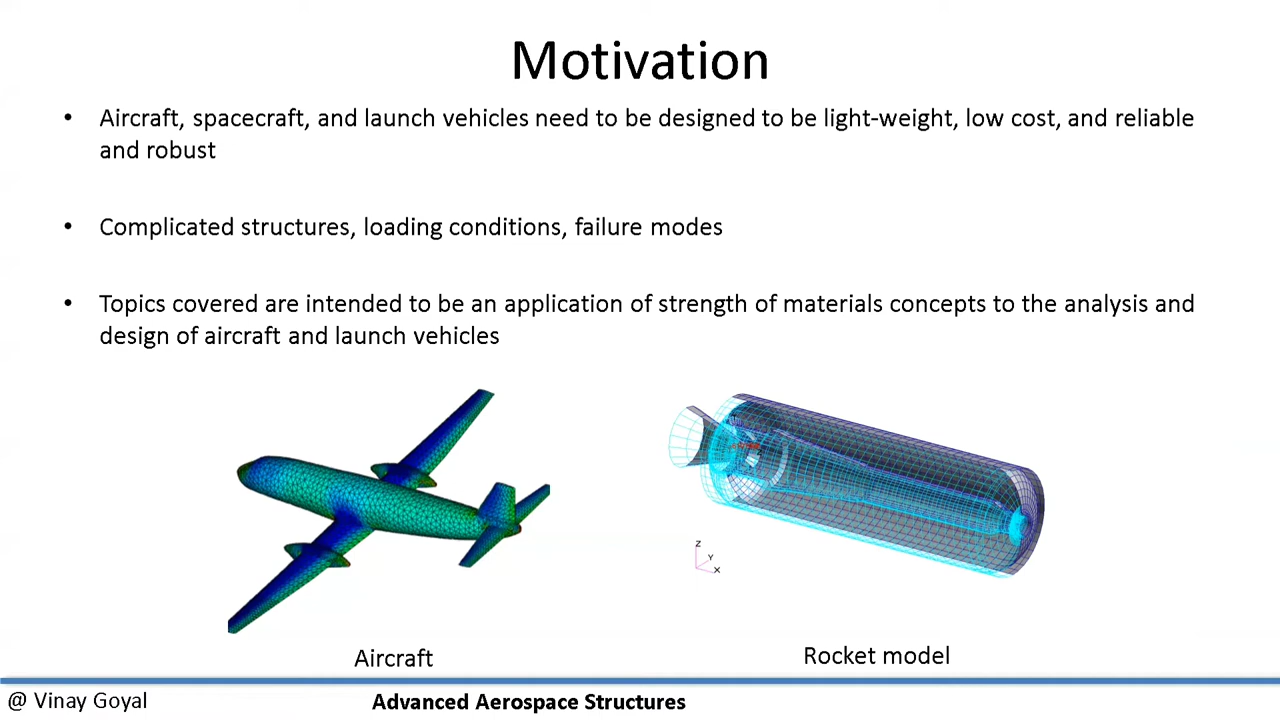 Motivation
• Aircraft, spacecraft, and launch vehicles need to be designed to be light-weight, low cost, and reliable
and robust
• Complicated structures, loading conditions, failure modes
• Topics covered are intended to be an application of strength of materials concepts to the analysis and
design of aircraft and launch vehicles
Z
Y
X
Aircraft
Rocket model
@ Vinay Goyal
Advanced Aerospace Structures